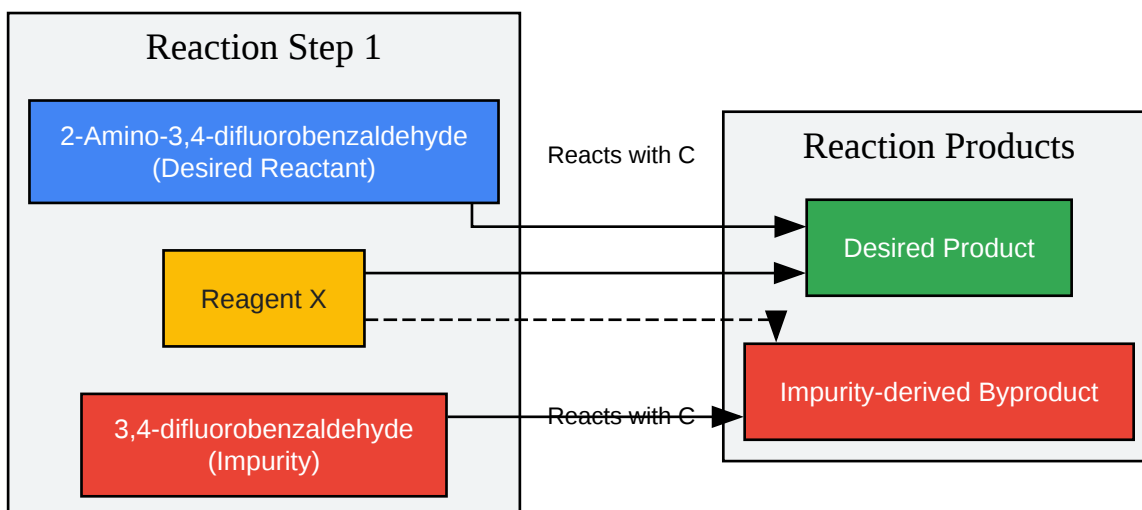 Reaction Step 1
2-Amino-3,4-difluorobenzaldehyde
(Desired Reactant)
Reagent X
3,4-difluorobenzaldehyde
(Impurity)
Reacts with C
Reacts with C
Reaction Products
Desired Product
Impurity-derived Byproduct